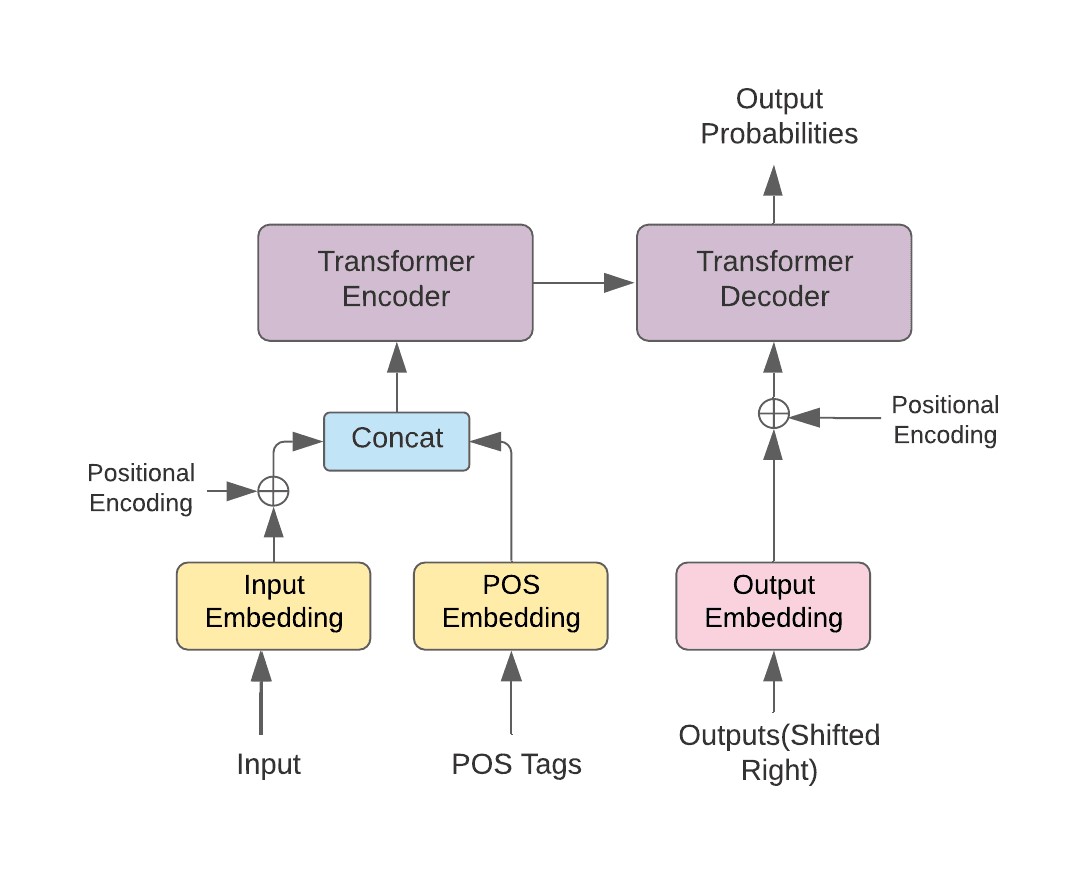 Output
Probabilities
Transformer
Encoder
Transformer
Decoder
Positional
Encoding
Concat
Positional
Encoding
Input
Embedding
POS
Embedding
Output
Embedding
Input
POS Tags
Outputs(Shifted
Right)